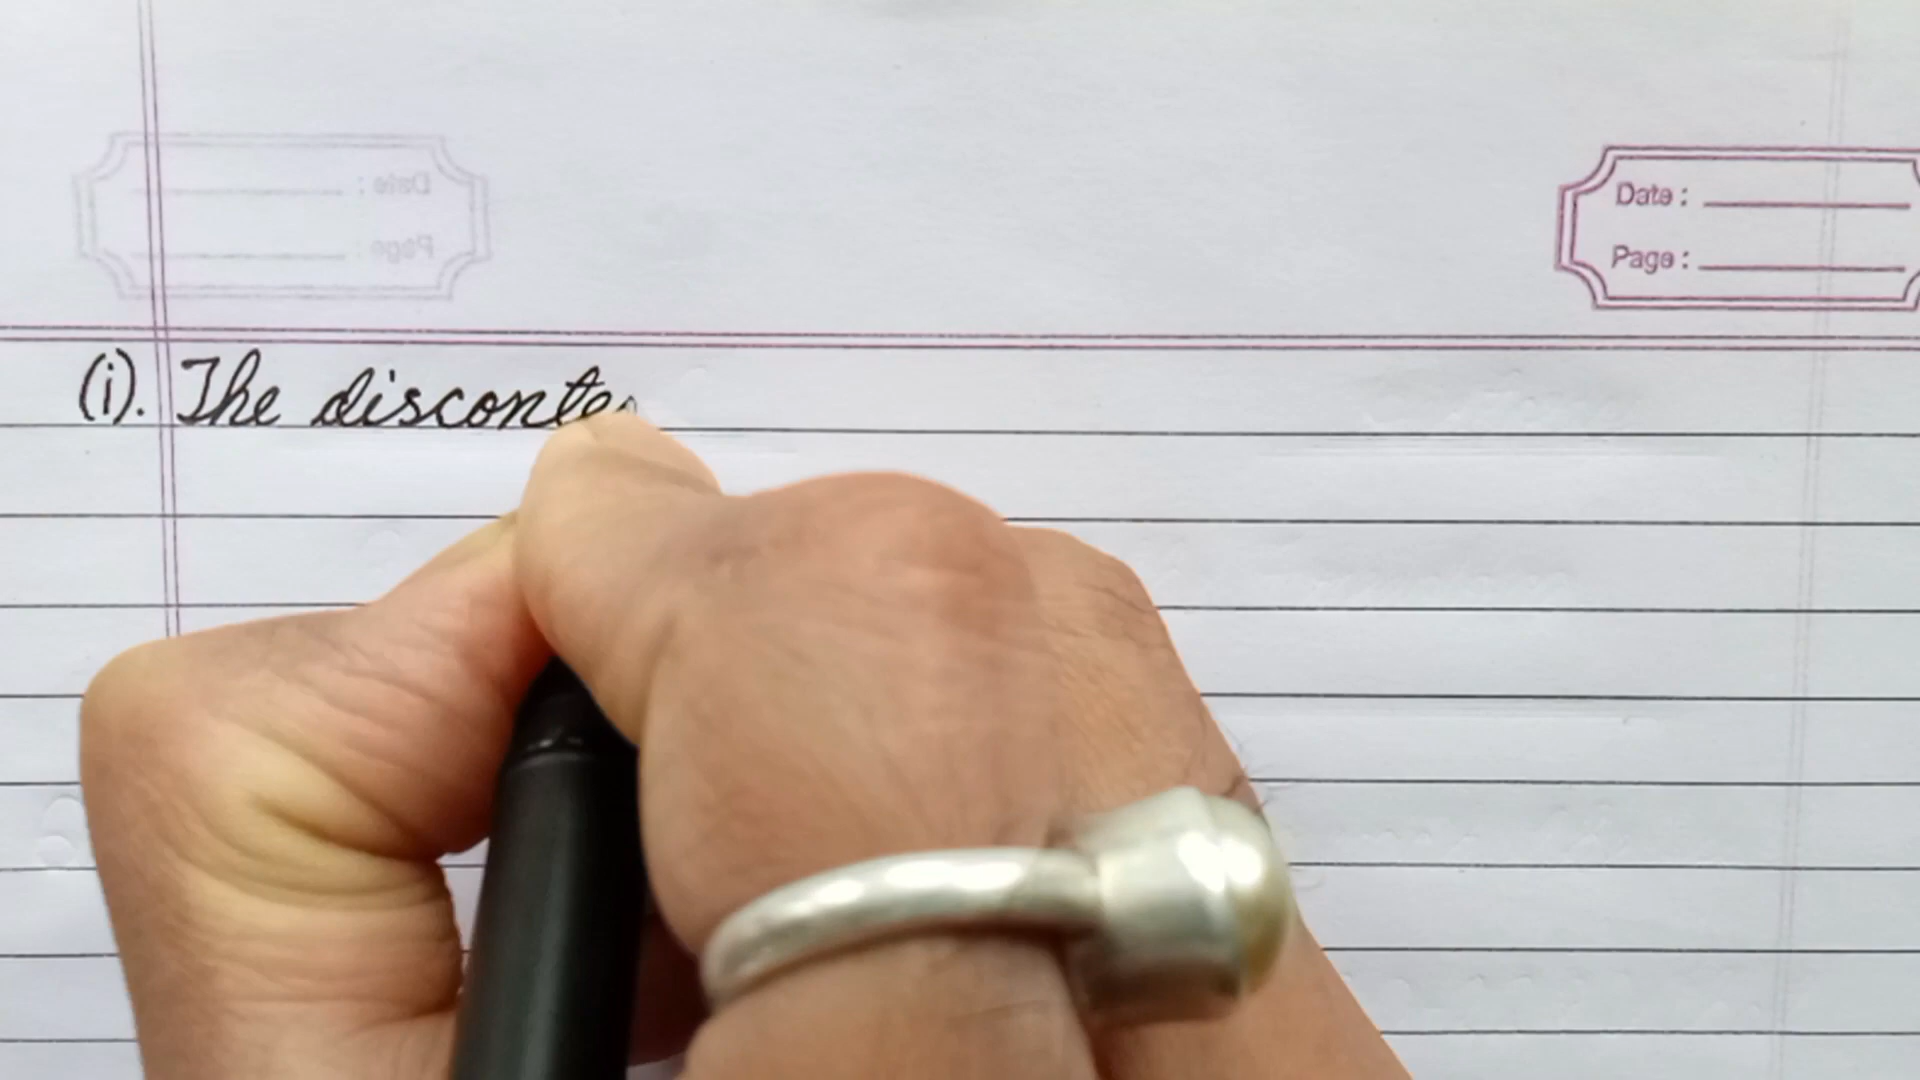 Date :
Page :
(i). The disconte